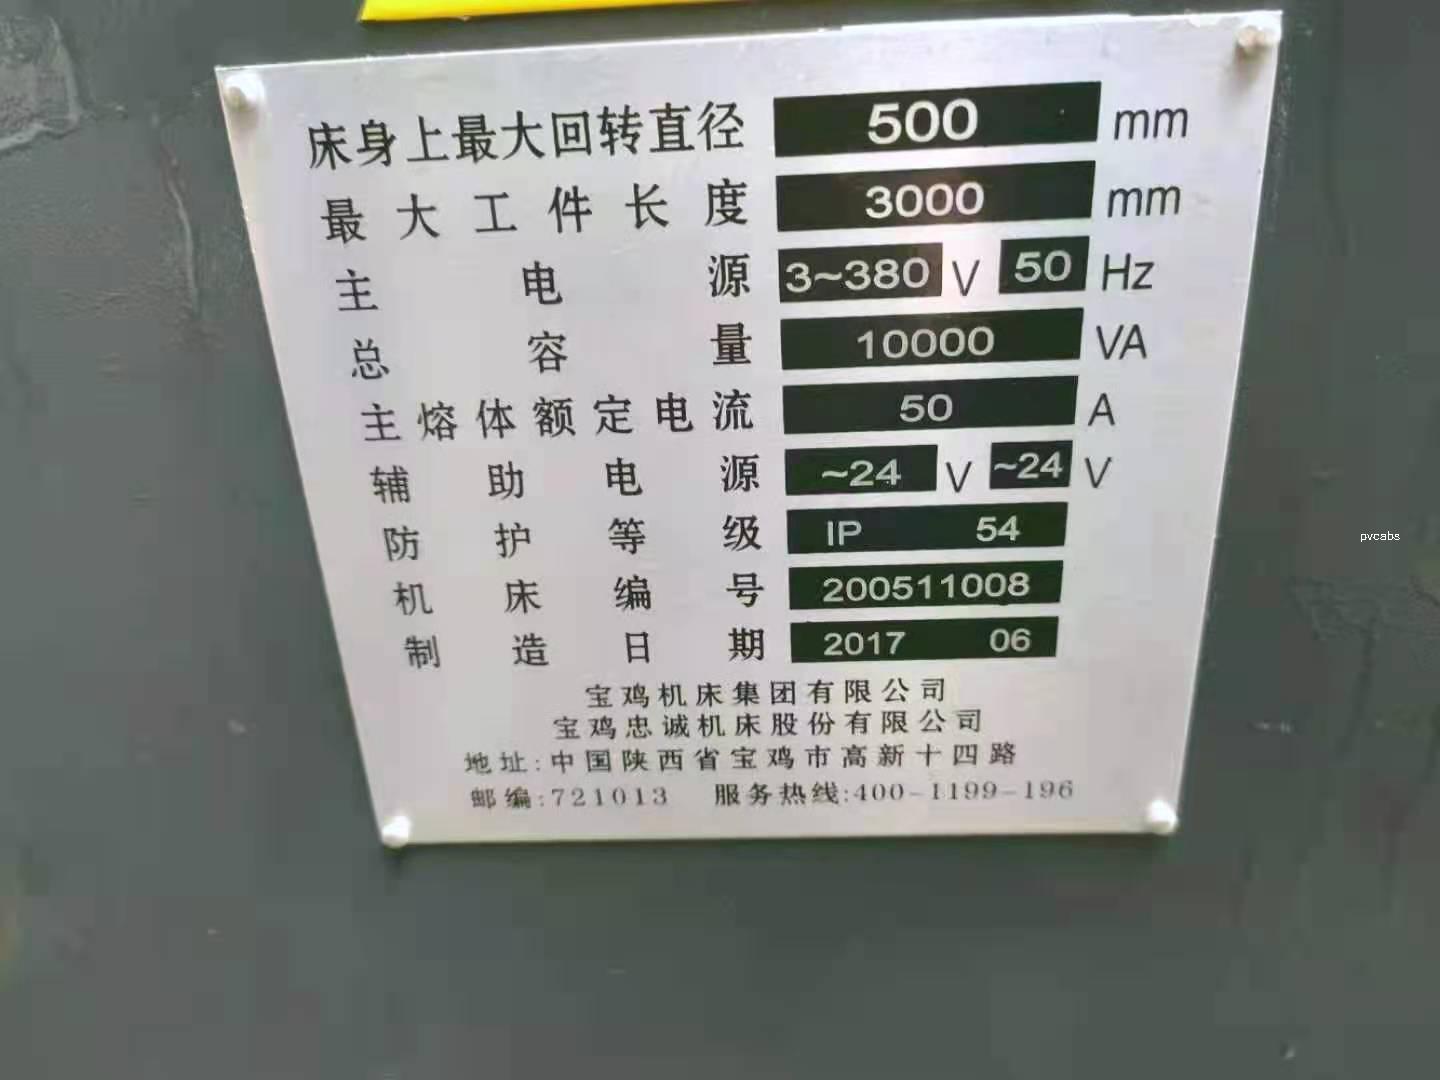 床身上最大回转直径 500 mm
最大工件长度 3000 mm
主电源 3~380 V 50 Hz
总容量 10000 VA
主熔体额定电流 50 A
辅助电源 ~24 V ~24 V
防护等级 IP 54
机床编号 200511008
制造日期 2017 06
宝鸡机床集团有限公司
宝鸡忠诚机床股份有限公司
地址:中国陕西省宝鸡市高新十四路
邮编:721013 服务热线:400-1199-196
pvcabs